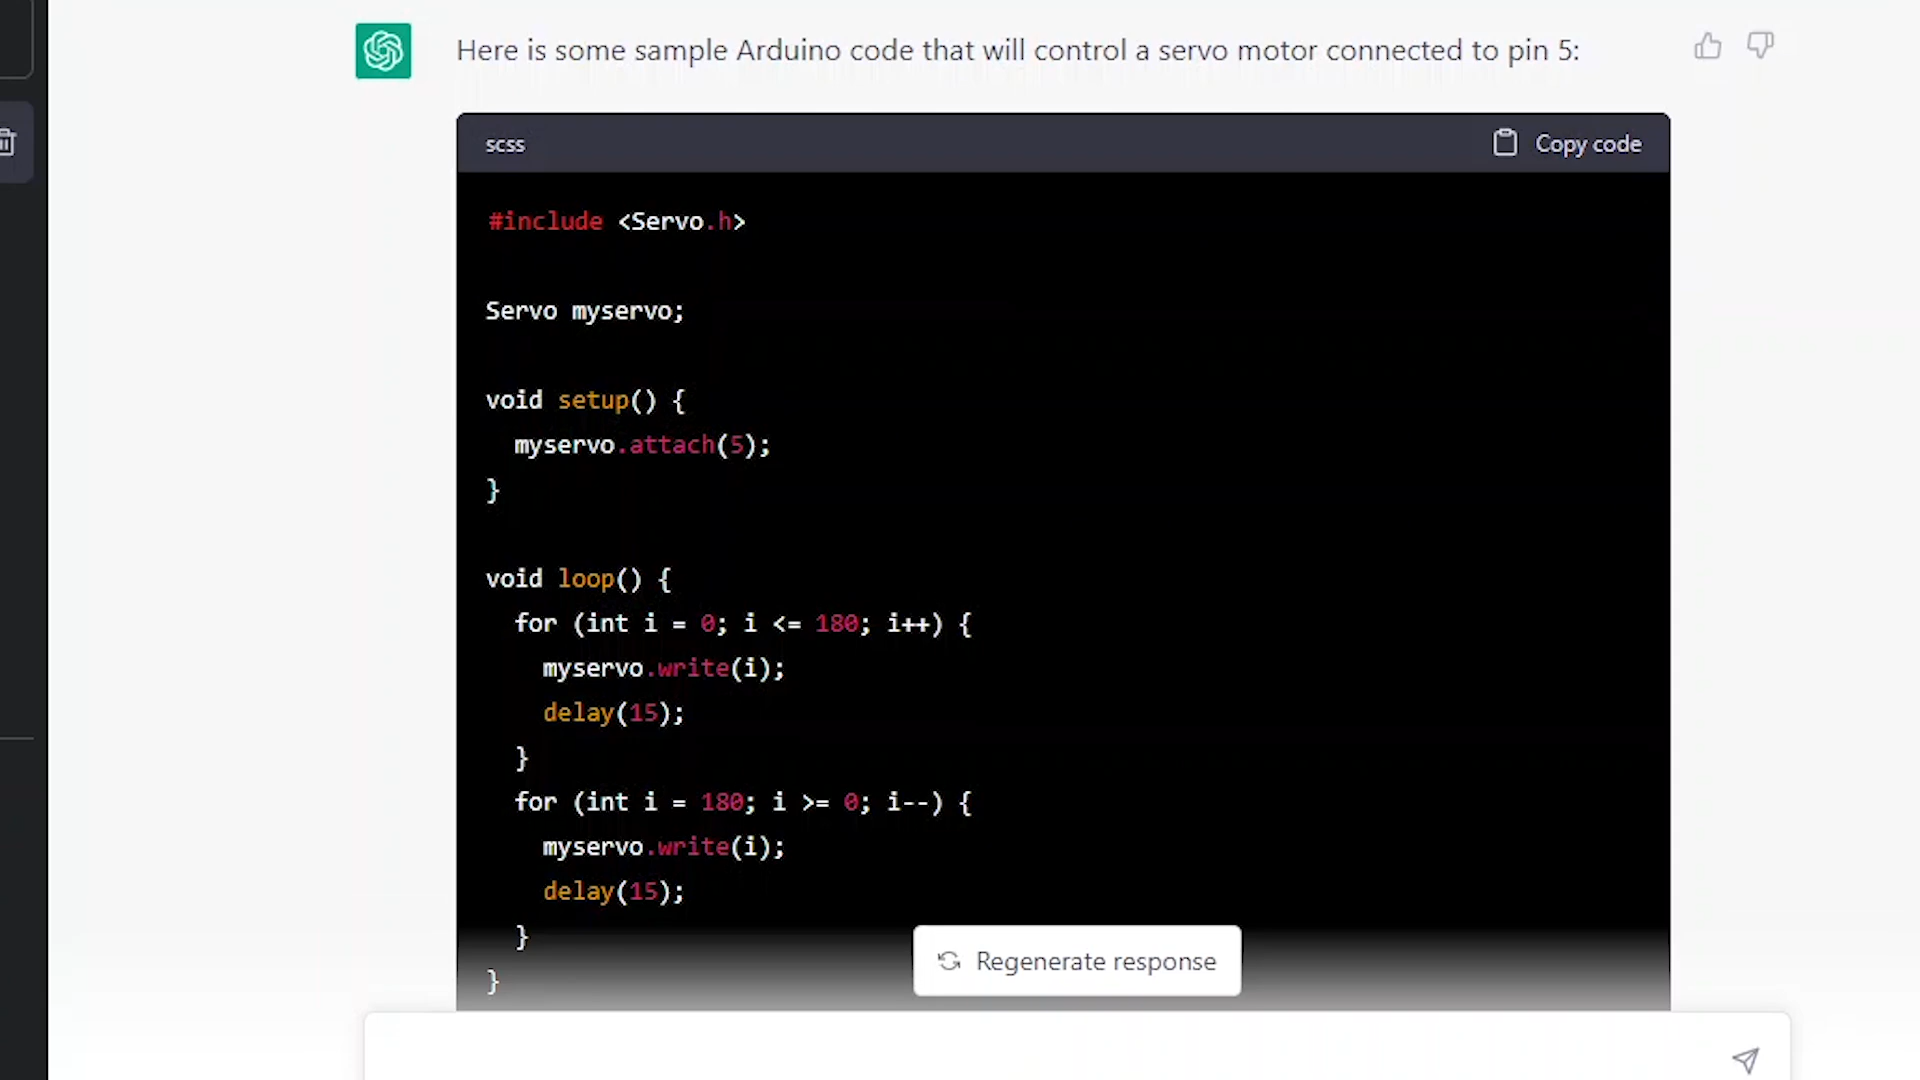 Here is some sample Arduino code that will control a servo motor connected to pin 5:
scss
Copy code
#include <Servo.h>
Servo myservo;
void setup() {
  myservo.attach(5);
}
void loop() {
  for (int i = 0; i <= 180; i++) {
    myservo.write(i);
    delay(15);
  }
  for (int i = 180; i >= 0; i--) {
    myservo.write(i);
    delay(15);
  }
}
Regenerate response